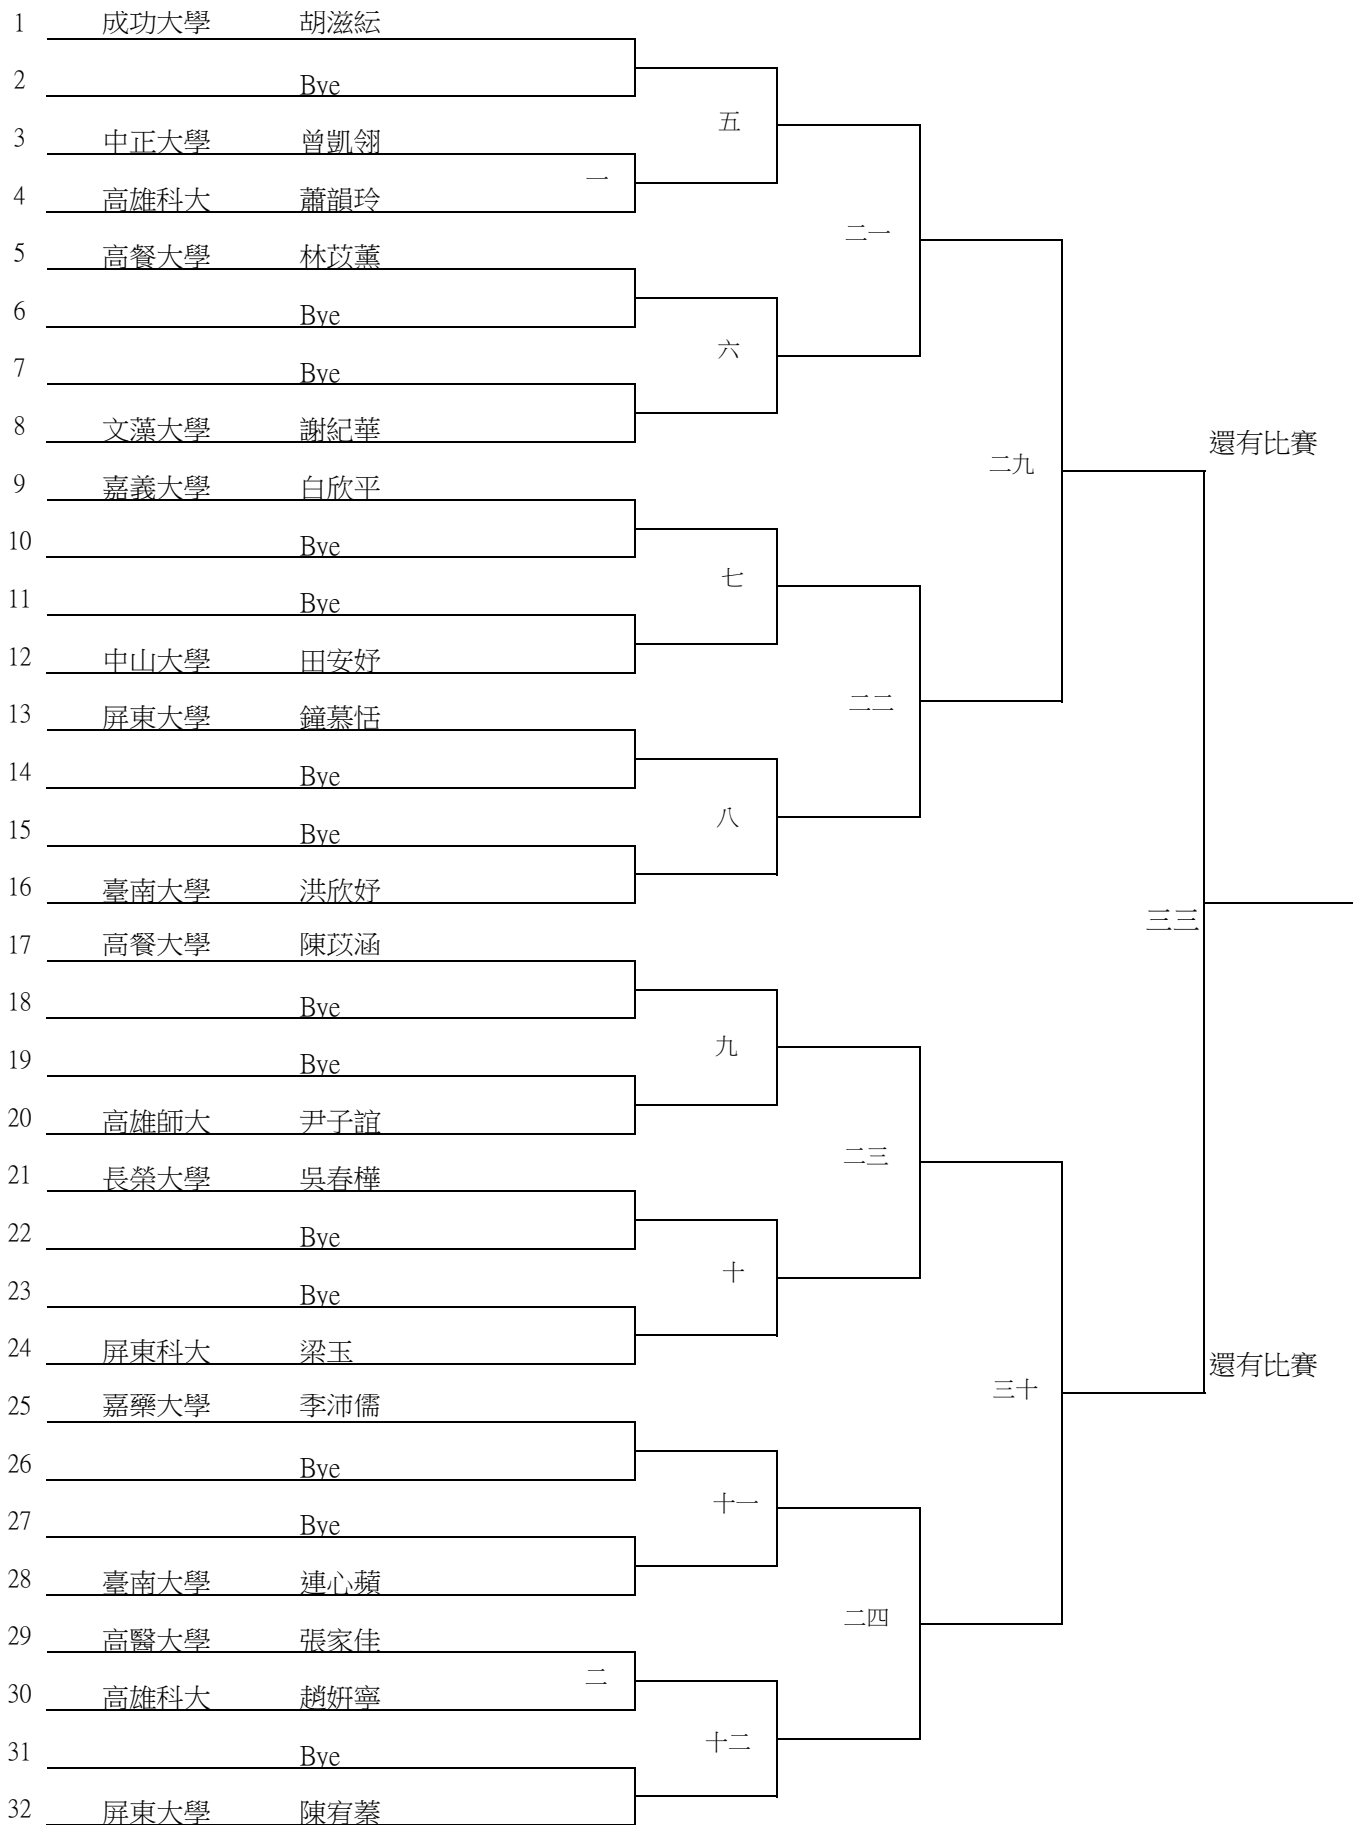 1 成功大學 胡滋紜
2 Bye
五
3 中正大學 曾凱翎
一
4 高雄科大 蕭韻玲
二一
5 高餐大學 林苡薰
6 Bye
六
7 Bye
8 文藻大學 謝紀華
還有比賽
二九
9 嘉義大學 白欣平
10 Bye
七
11 Bye
12 中山大學 田安妤
二二
13 屏東大學 鐘慕恬
14 Bye
八
15 Bye
16 臺南大學 洪欣妤
三三
17 高餐大學 陳苡涵
18 Bye
九
19 Bye
20 高雄師大 尹子誼
二三
21 長榮大學 吳春樺
22 Bye
十
23 Bye
24 屏東科大 梁玉
還有比賽
三十
25 嘉藥大學 季沛儒
26 Bye
十一
27 Bye
28 臺南大學 連心蘋
二四
29 高醫大學 張家佳
二
30 高雄科大 趙妍寧
十二
31 Bye
32 屏東大學 陳宥蓁